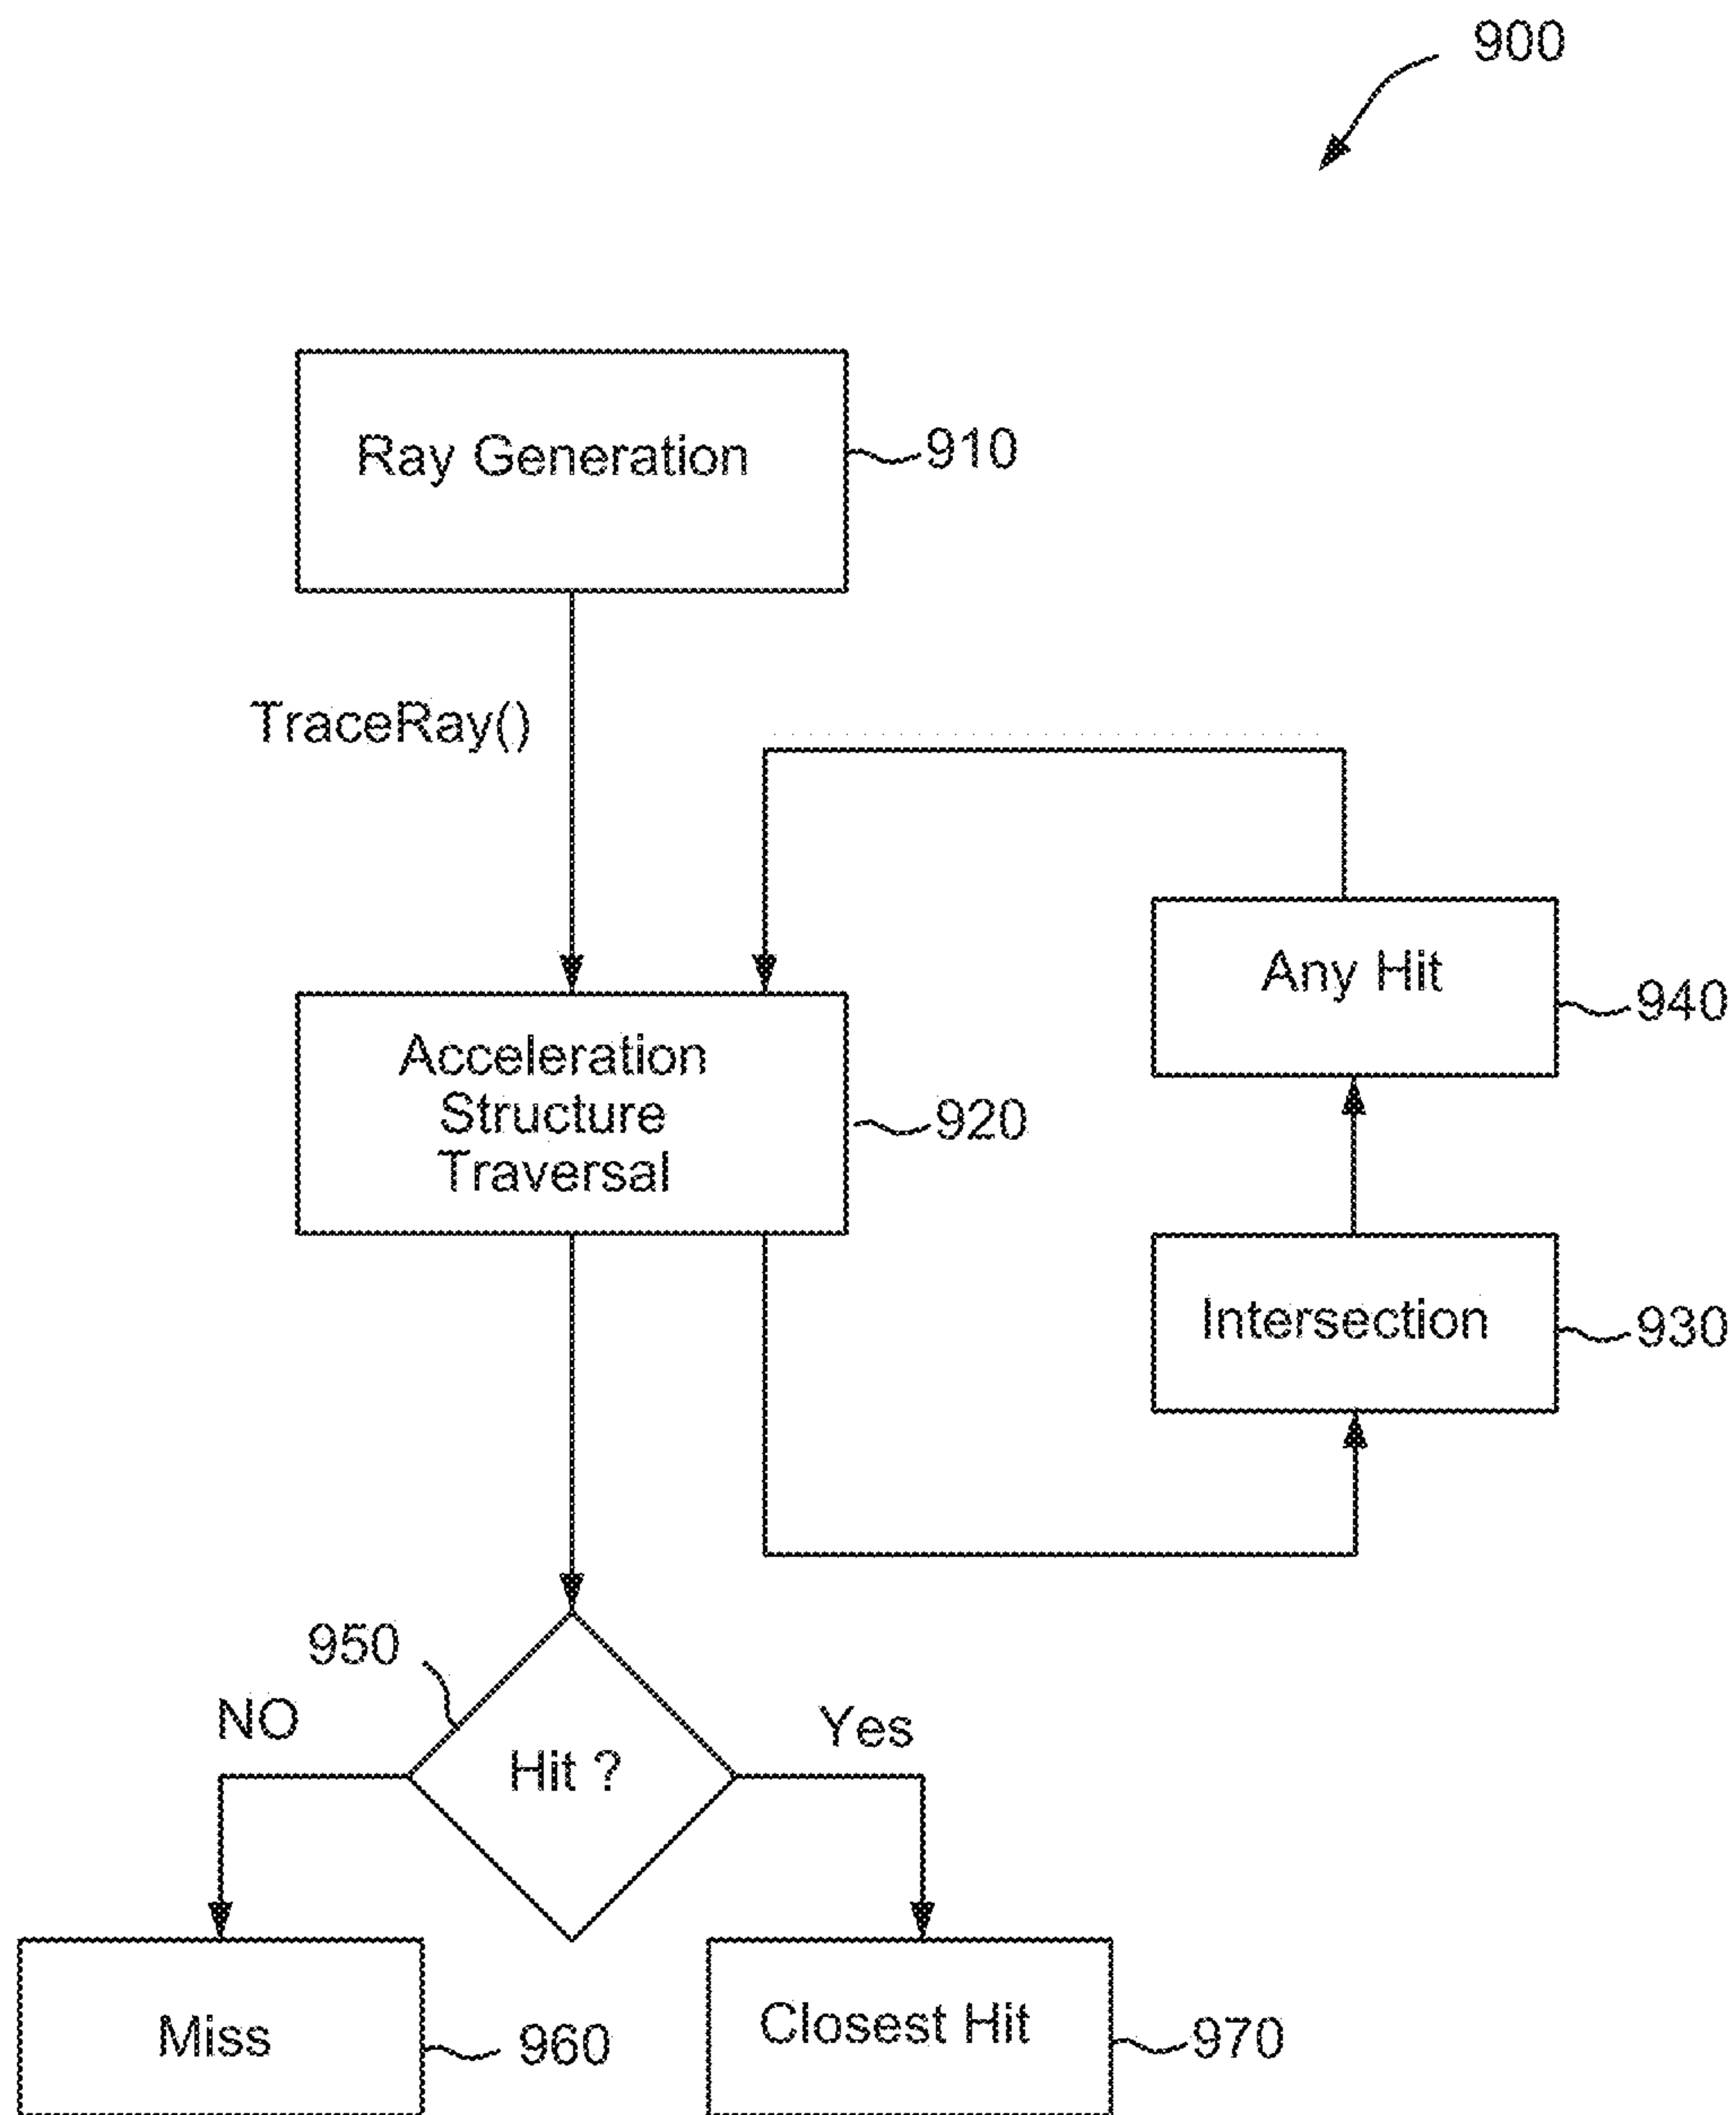 900
Ray Generation
910
TraceRay()
Any Hit
940
Acceleration
Structure
Traversal
920
Intersection
930
950
NO
Yes
Hit ?
Miss
960
Closest Hit
970